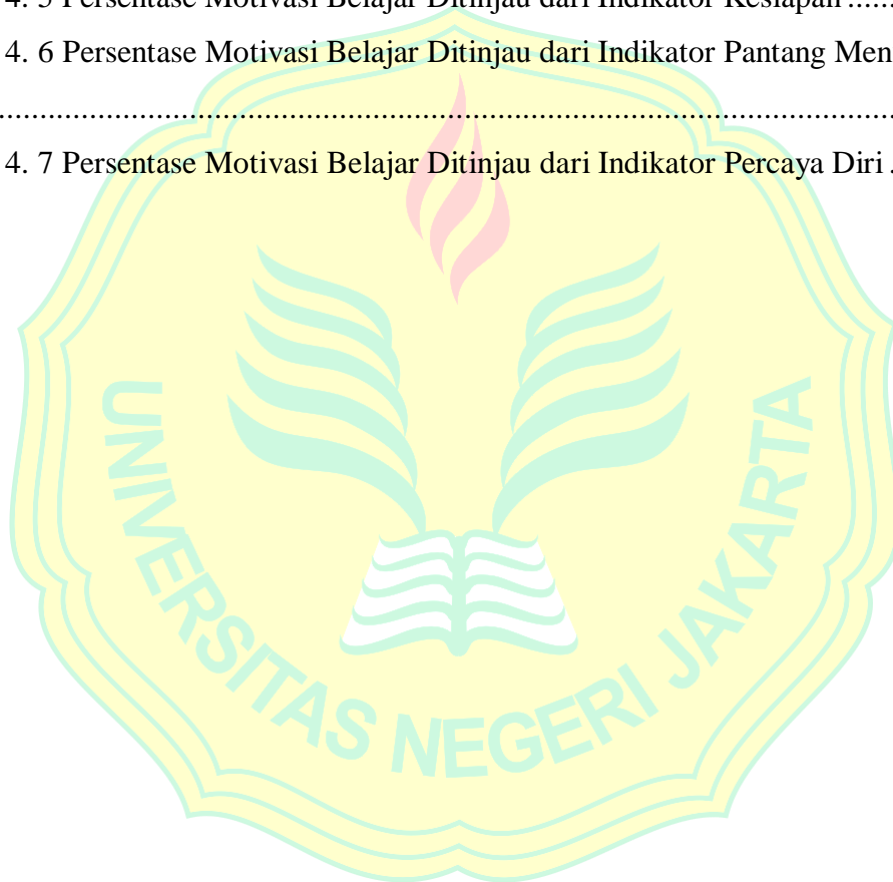 4. 5 Persentase Motivasi Belajar Ditinjau dari Indikator Kesiapan ......
4. 6 Persentase Motivasi Belajar Ditinjau dari Indikator Pantang Men
................................................................................................
4. 7 Persentase Motivasi Belajar Ditinjau dari Indikator Percaya Diri .
UNIVERSITAS NEGERI JAKARTA